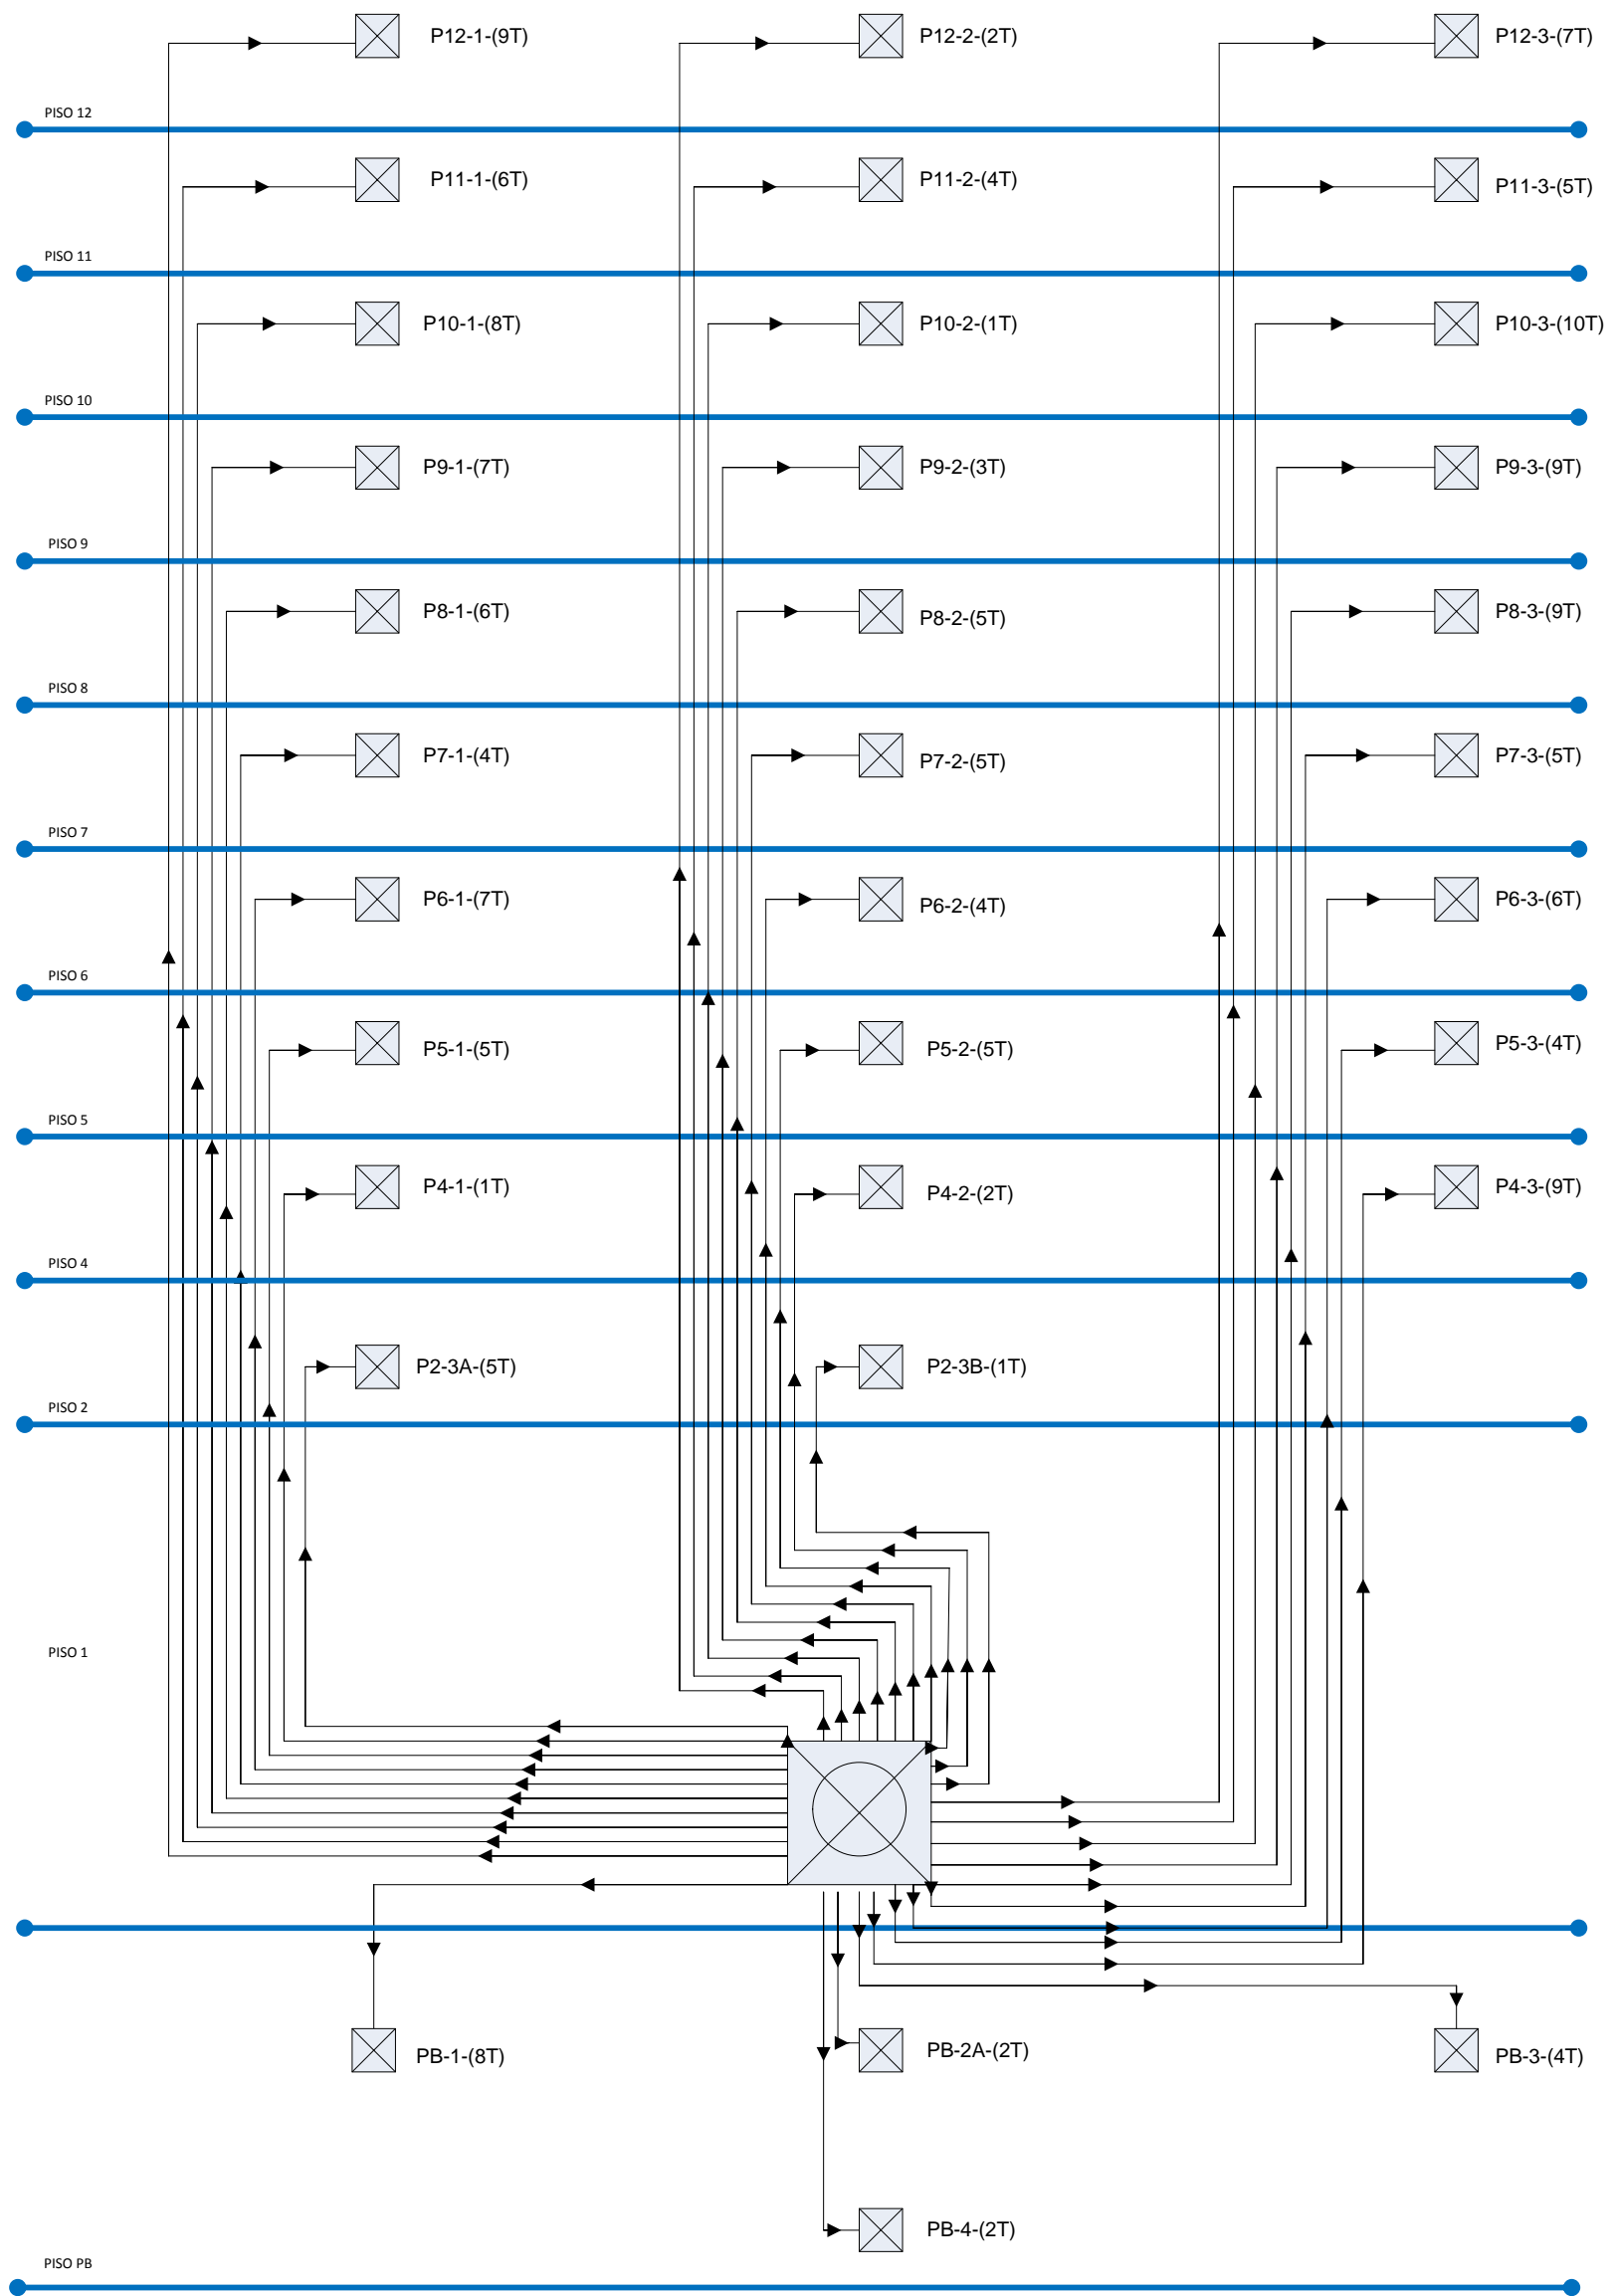 P12-1-(9T)
P12-2-(2T)
P12-3-(7T)
PISO 12
P11-1-(6T)
P11-2-(4T)
P11-3-(5T)
PISO 11
P10-1-(8T)
P10-2-(1T)
P10-3-(10T)
PISO 10
P9-1-(7T)
P9-2-(3T)
P9-3-(9T)
PISO 9
P8-1-(6T)
P8-2-(5T)
P8-3-(9T)
PISO 8
P7-1-(4T)
P7-2-(5T)
P7-3-(5T)
PISO 7
P6-1-(7T)
P6-2-(4T)
P6-3-(6T)
PISO 6
P5-1-(5T)
P5-2-(5T)
P5-3-(4T)
PISO 5
P4-1-(1T)
P4-2-(2T)
P4-3-(9T)
PISO 4
P2-3A-(5T)
P2-3B-(1T)
PISO 2
PISO 1
PB-1-(8T)
PB-2A-(2T)
PB-3-(4T)
PB-4-(2T)
PISO PB